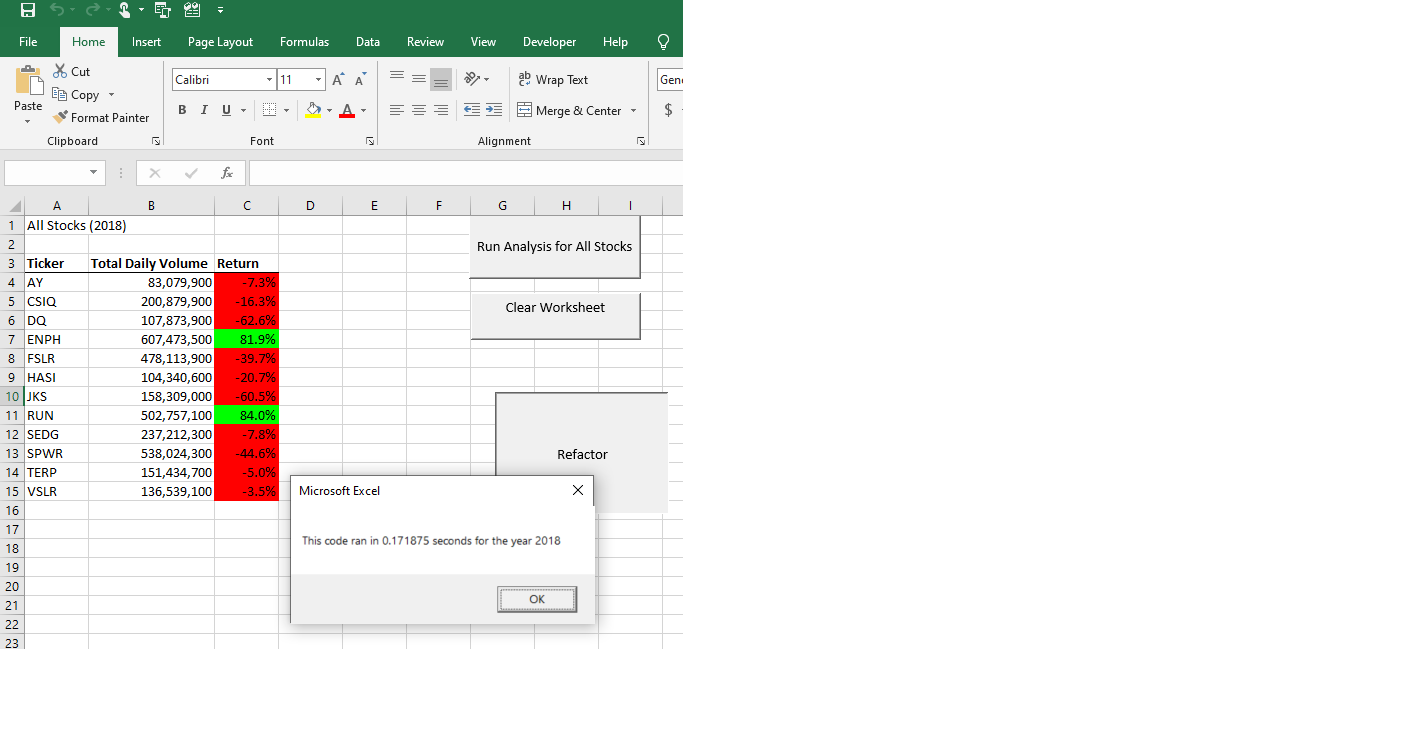 File Home Insert Page Layout Formulas Data Review View Developer Help
Cut
Copy
Format Painter
Paste
Clipboard
Calibri 11 A A
B I U A
Font
ab Wrap Text
Merge & Center
Alignment
Gen
$
fx
A B C D E F G H I
1 All Stocks (2018)
2
3 Ticker Total Daily Volume Return
4 AY 83,079,900 -7.3%
5 CSIQ 200,879,900 -16.3%
6 DQ 107,873,900 -62.6%
7 ENPH 607,473,500 81.9%
8 FSLR 478,113,900 -39.7%
9 HASI 104,340,600 -20.7%
10 JKS 158,309,000 -60.5%
11 RUN 502,757,100 84.0%
12 SEDG 237,212,300 -7.8%
13 SPWR 538,024,300 -44.6%
14 TERP 151,434,700 -5.0%
15 VSLR 136,539,100 -3.5%
16
17
18
19
20
21
22
23
Run Analysis for All Stocks
Clear Worksheet
Refactor
Microsoft Excel
This code ran in 0.171875 seconds for the year 2018
OK